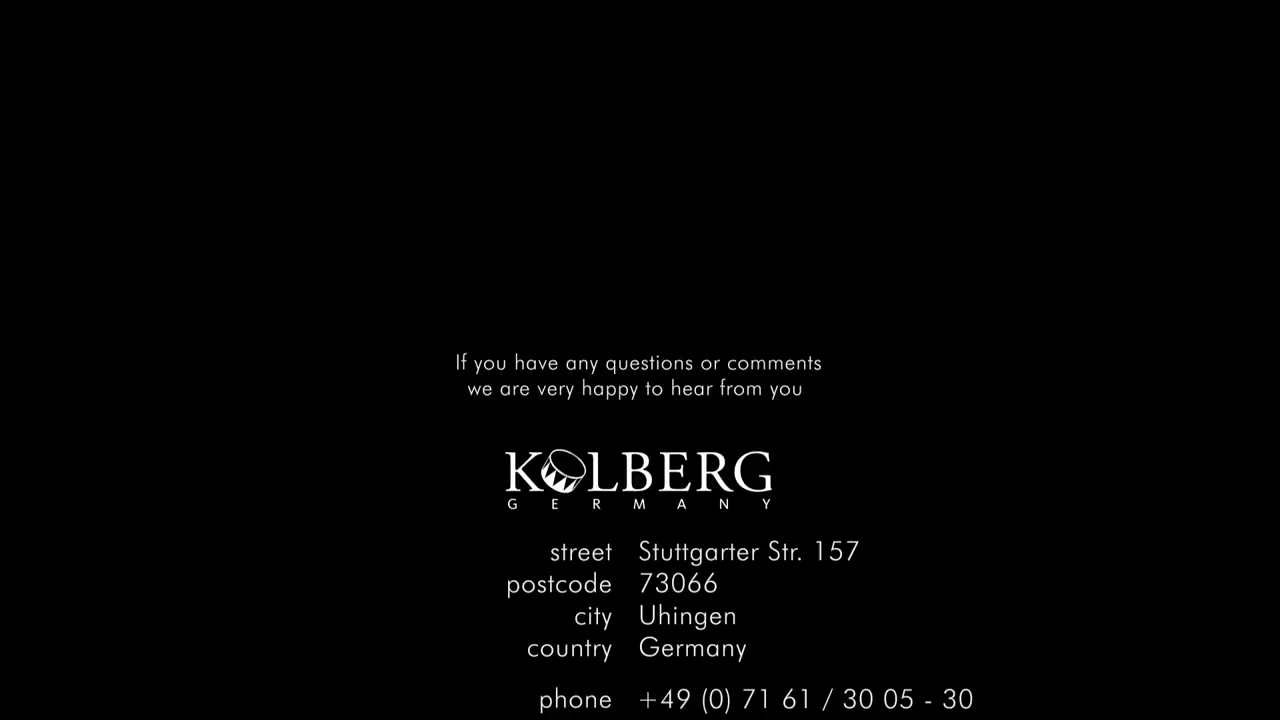 If you have any questions or comments
we are very happy to hear from you
KOLBERG
GERMANY
street Stuttgarter Str. 157
postcode 73066
city Uhingen
country Germany
phone +49 (0) 71 61 / 30 05 - 30